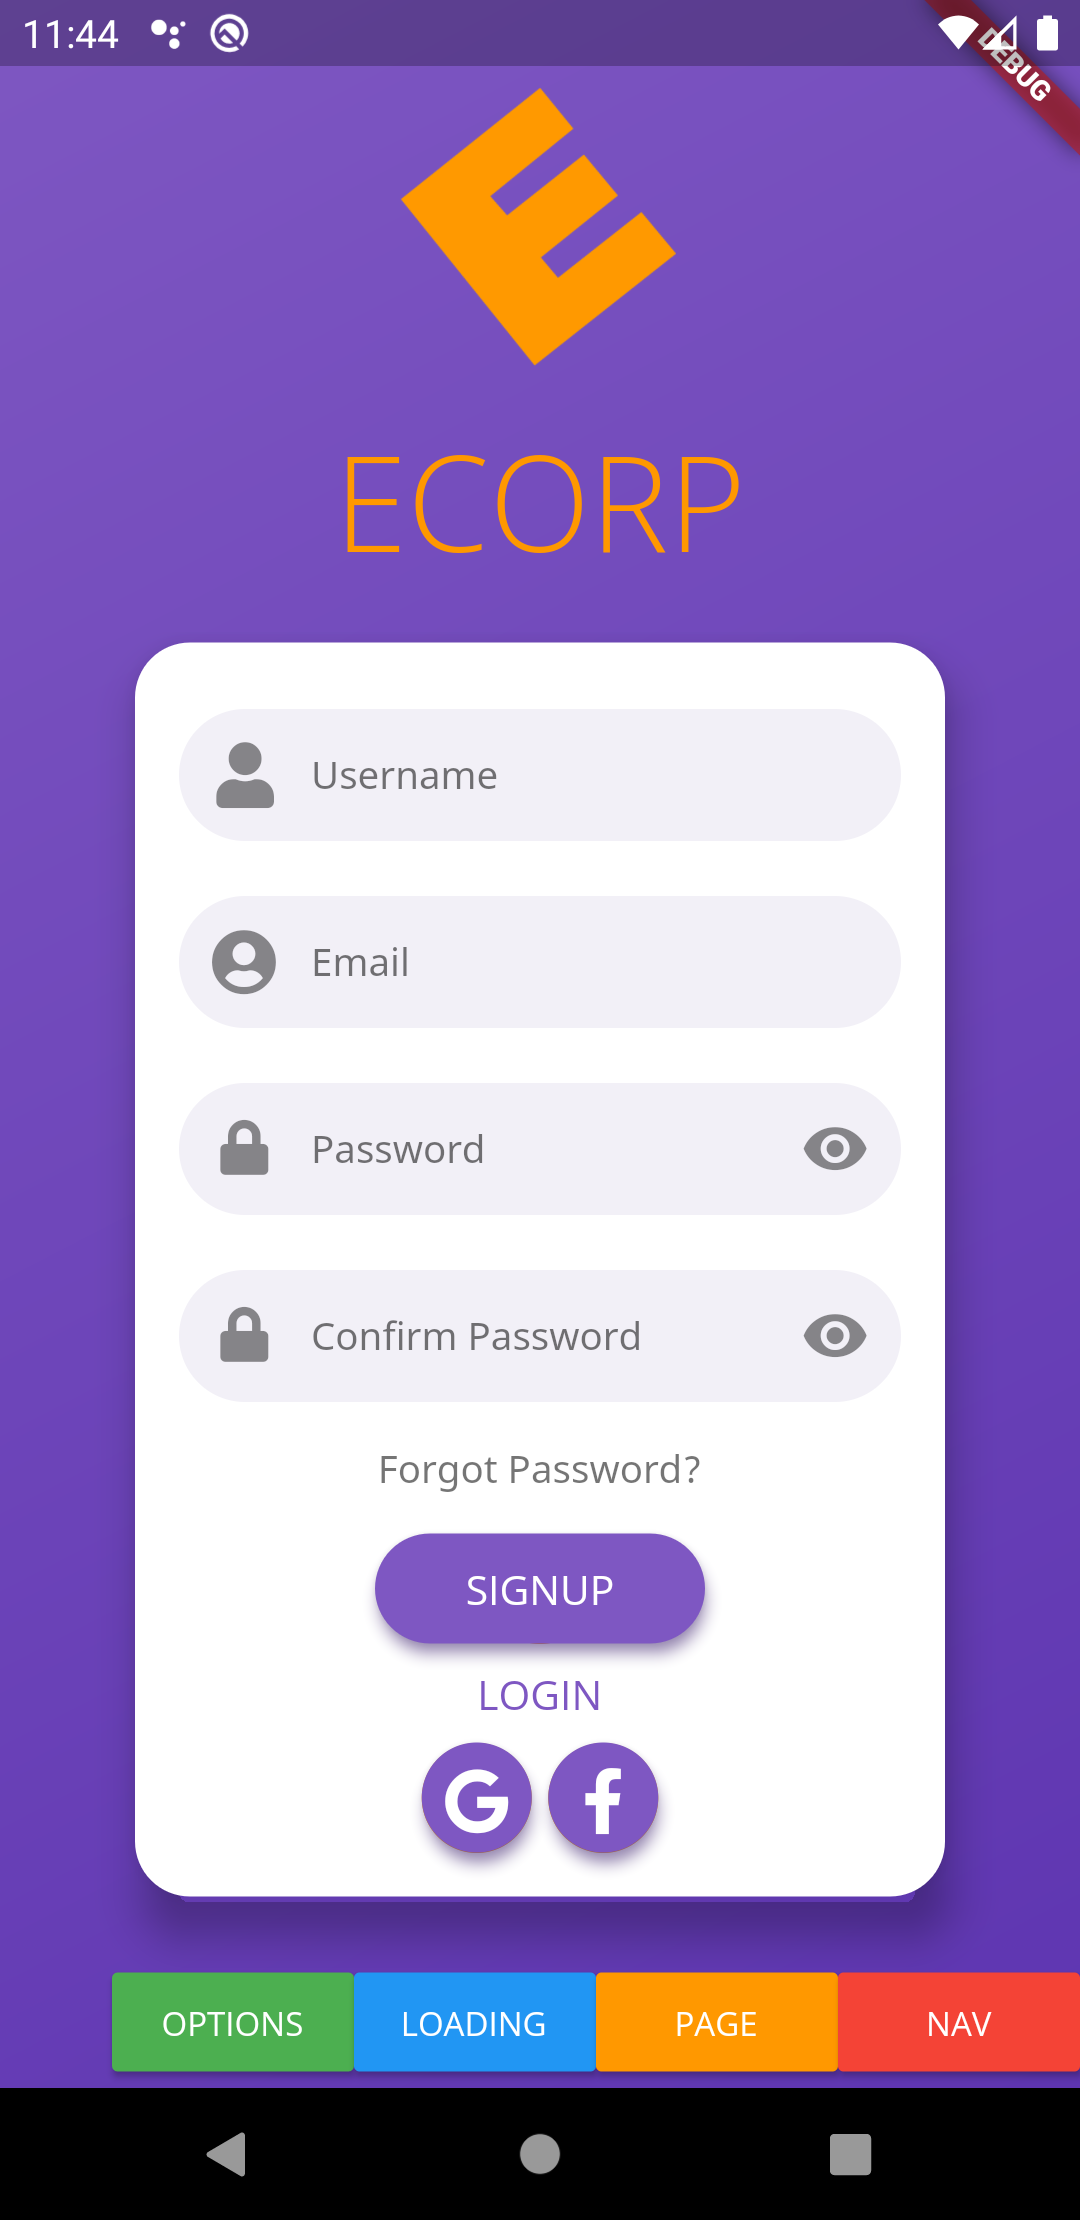 11:44
DEBUG
E
ECORP
Username
Email
Password
Confirm Password
Forgot Password?
SIGNUP
LOGIN
G f
OPTIONS LOADING PAGE NAV